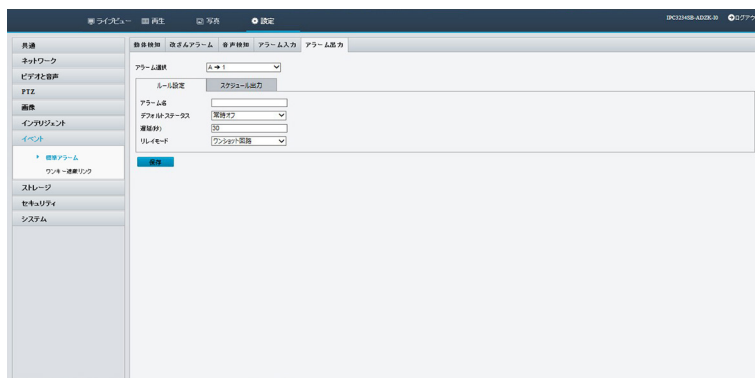 ライブビュー 再生 写真 設定 IPC3234SB-ADZK-I0 ログアウ
共通
ネットワーク
ビデオと音声
PTZ
画像
インテリジェント
イベント
標準アラーム
ワンキー過載リンク
ストレージ
セキュリティ
システム
動体検知 改ざんアラーム 音声検知 アラーム入力 アラーム出力
アラーム選択 A➔1
ルール設定 スケジュール出力
アラーム名
デフォルトステータス 常時オフ
遅延(秒) 30
リレイモード ワンショット回路
保存